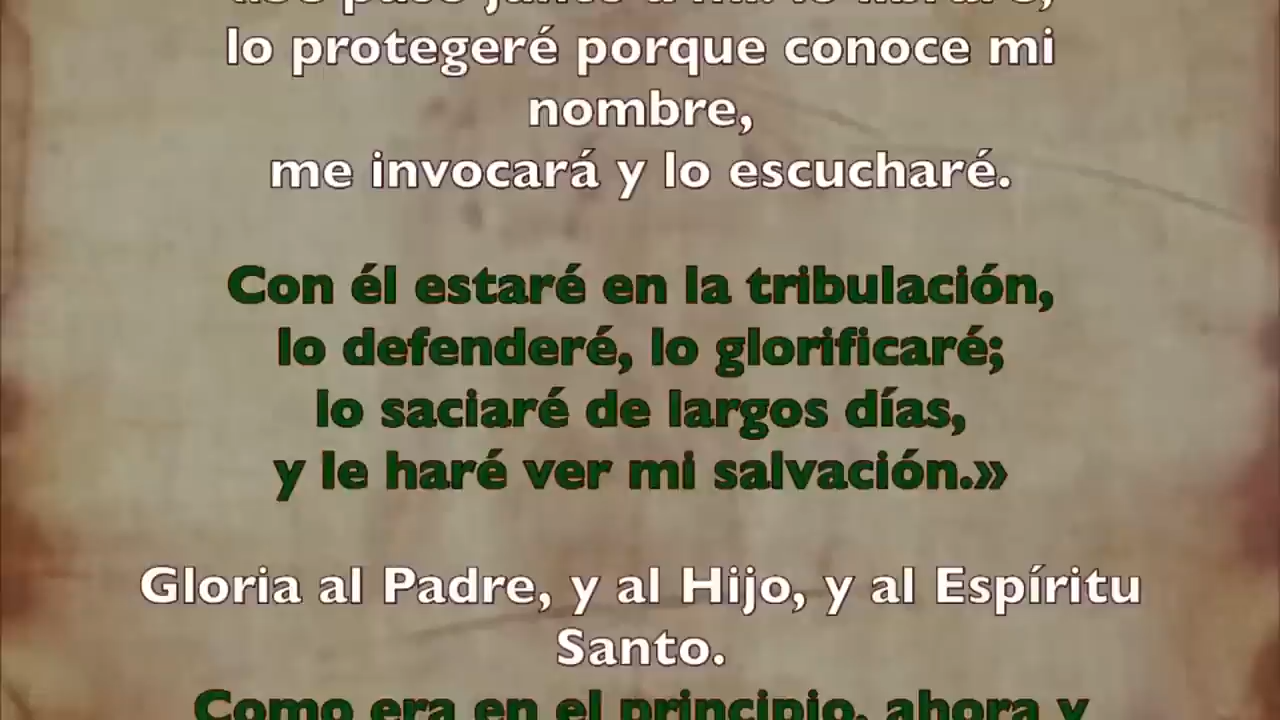 lo protegeré porque conoce mi
nombre,
me invocará y lo escucharé.
Con él estaré en la tribulación,
lo defenderé, lo glorificaré;
lo saciaré de largos días,
y le haré ver mi salvación.»
Gloria al Padre, y al Hijo, y al Espíritu
Santo.
Como era en el principio, ahora y